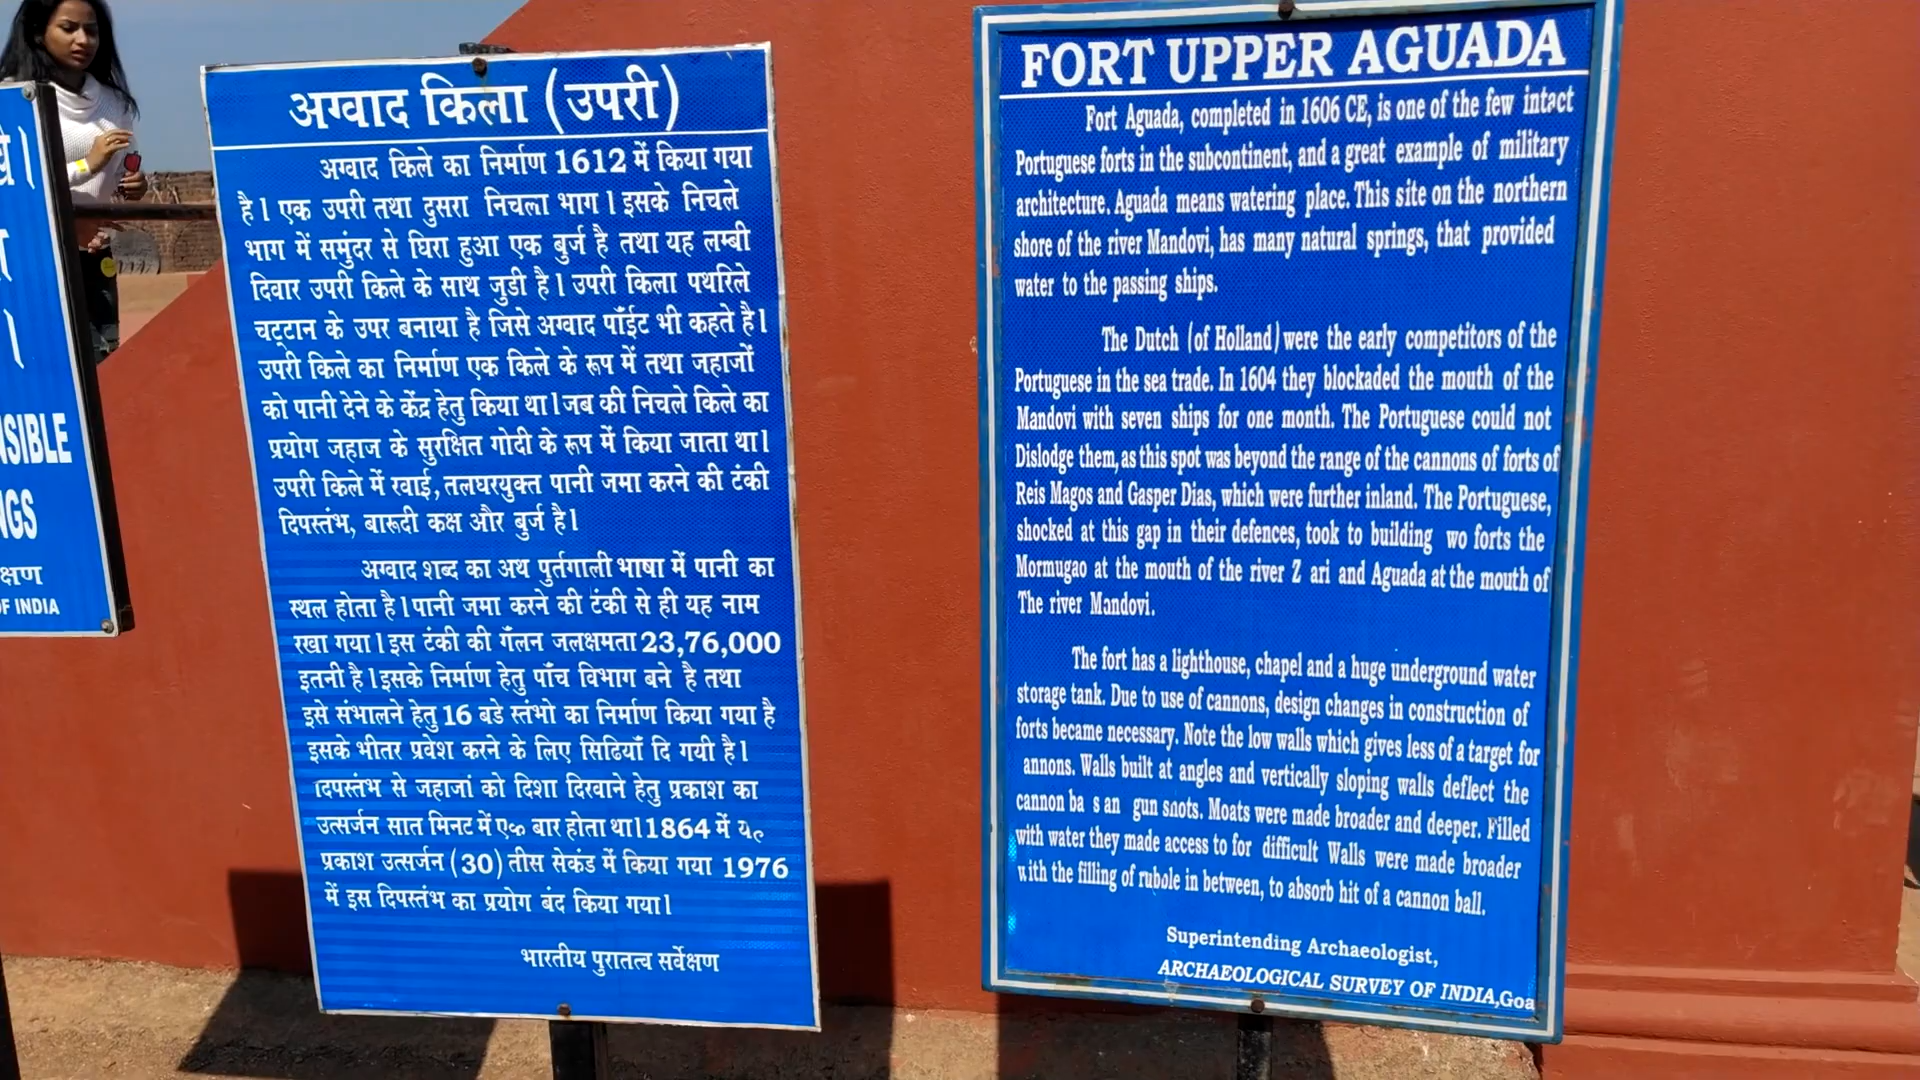 थे।
।
NSIBLE
NGS
क्षण
OF INDIA
अग्वाद किला (उपरी)
अग्वाद किले का निर्माण 1612 में किया गया
है। एक उपरी तथा दुसरा निचला भाग। इसके निचले
भाग में समुंदर से घिरा हुआ एक बुर्ज है तथा यह लम्बी
दिवार उपरी किले के साथ जुडी है। उपरी किला पथरिले
चट्टान के उपर बनाया है जिसे अग्वाद पॉंईट भी कहते है।
उपरी किले का निर्माण एक किले के रूप में तथा जहाजों
को पानी देने के केंद्र हेतु किया था।जब की निचले किले का
प्रयोग जहाज के सुरक्षित गोदी के रूप में किया जाता था।
उपरी किले में खाई, तलघरयुक्त पानी जमा करने की टंकी
दिपस्तंभ, बारूदी कक्ष और बुर्ज है।
अग्वाद शब्द का अथ पुर्तगाली भाषा में पानी का
स्थल होता है।पानी जमा करने की टंकी से ही यह नाम
रखा गया।इस टंकी की गॅलन जलक्षमता 23,76,000
इतनी है।इसके निर्माण हेतु पाँच विभाग बने है तथा
इसे संभालने हेतु 16 बडे स्तंभो का निर्माण किया गया है
इसके भीतर प्रवेश करने के लिए सिढियाँ दि गयी है।
दिपस्तंभ से जहाजां को दिशा दिखाने हेतु प्रकाश का
उत्सर्जन सात मिनट में एक बार होता था।1864 में यह
प्रकाश उत्सर्जन (30) तीस सेकंड में किया गया 1976
में इस दिपस्तंभ का प्रयोग बंद किया गया।
भारतीय पुरातत्व सर्वेक्षण
FORT UPPER AGUADA
Fort Aguada, completed in 1606 CE, is one of the few intact
Portuguese forts in the subcontinent, and a great example of military
architecture. Aguada means watering place. This site on the northern
shore of the river Mandovi, has many natural springs, that provided
water to the passing ships.
The Dutch (of Holland) were the early competitors of the
Portuguese in the sea trade. In 1604 they blockaded the mouth of the
Mandovi with seven ships for one month. The Portuguese could not
Dislodge them, as this spot was beyond the range of the cannons of forts of
Reis Magos and Gasper Dias, which were further inland. The Portuguese,
shocked at this gap in their defences, took to building wo forts the
Mormugao at the mouth of the river Z ari and Aguada at the mouth of
The river Mandovi.
The fort has a lighthouse, chapel and a huge underground water
storage tank. Due to use of cannons, design changes in construction of
forts became necessary. Note the low walls which gives less of a target for
annons. Walls built at angles and vertically sloping walls deflect the
cannon ba s an gun shots. Moats were made broader and deeper. Filled
with water they made access to for difficult Walls were made broader
with the filling of rubble in between, to absorb hit of a cannon ball.
Superintending Archaeologist,
ARCHAEOLOGICAL SURVEY OF INDIA, Goa